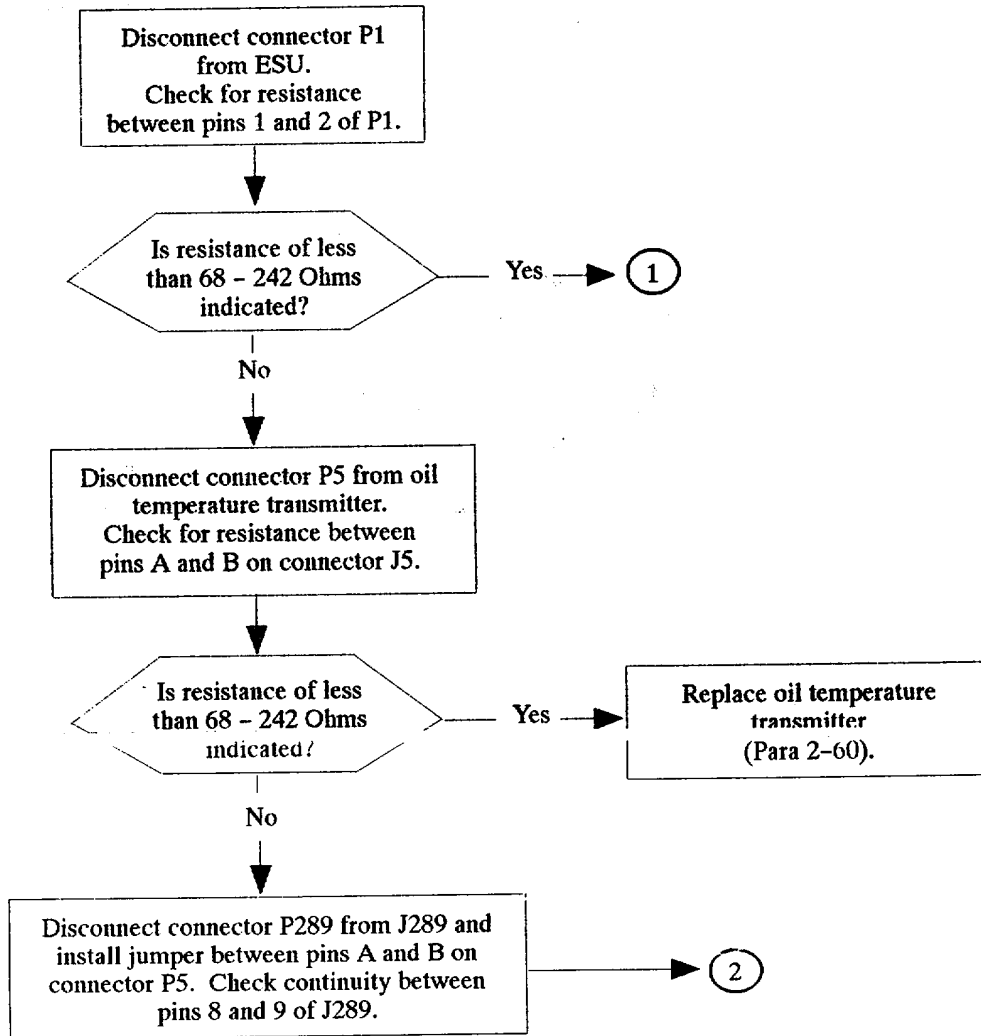 Disconnect connector P1
from ESU.
Check for resistance
between pins 1 and 2 of P1.
Is resistance of less
than 68 – 242 Ohms
indicated?
Yes
1
No
Disconnect connector P5 from oil
temperature transmitter.
Check for resistance between
pins A and B on connector J5.
Is resistance of less
than 68 – 242 Ohms
indicated?
Yes
Replace oil temperature
transmitter
(Para 2–60).
No
Disconnect connector P289 from J289 and
install jumper between pins A and B on
connector P5. Check continuity between
pins 8 and 9 of J289.
2